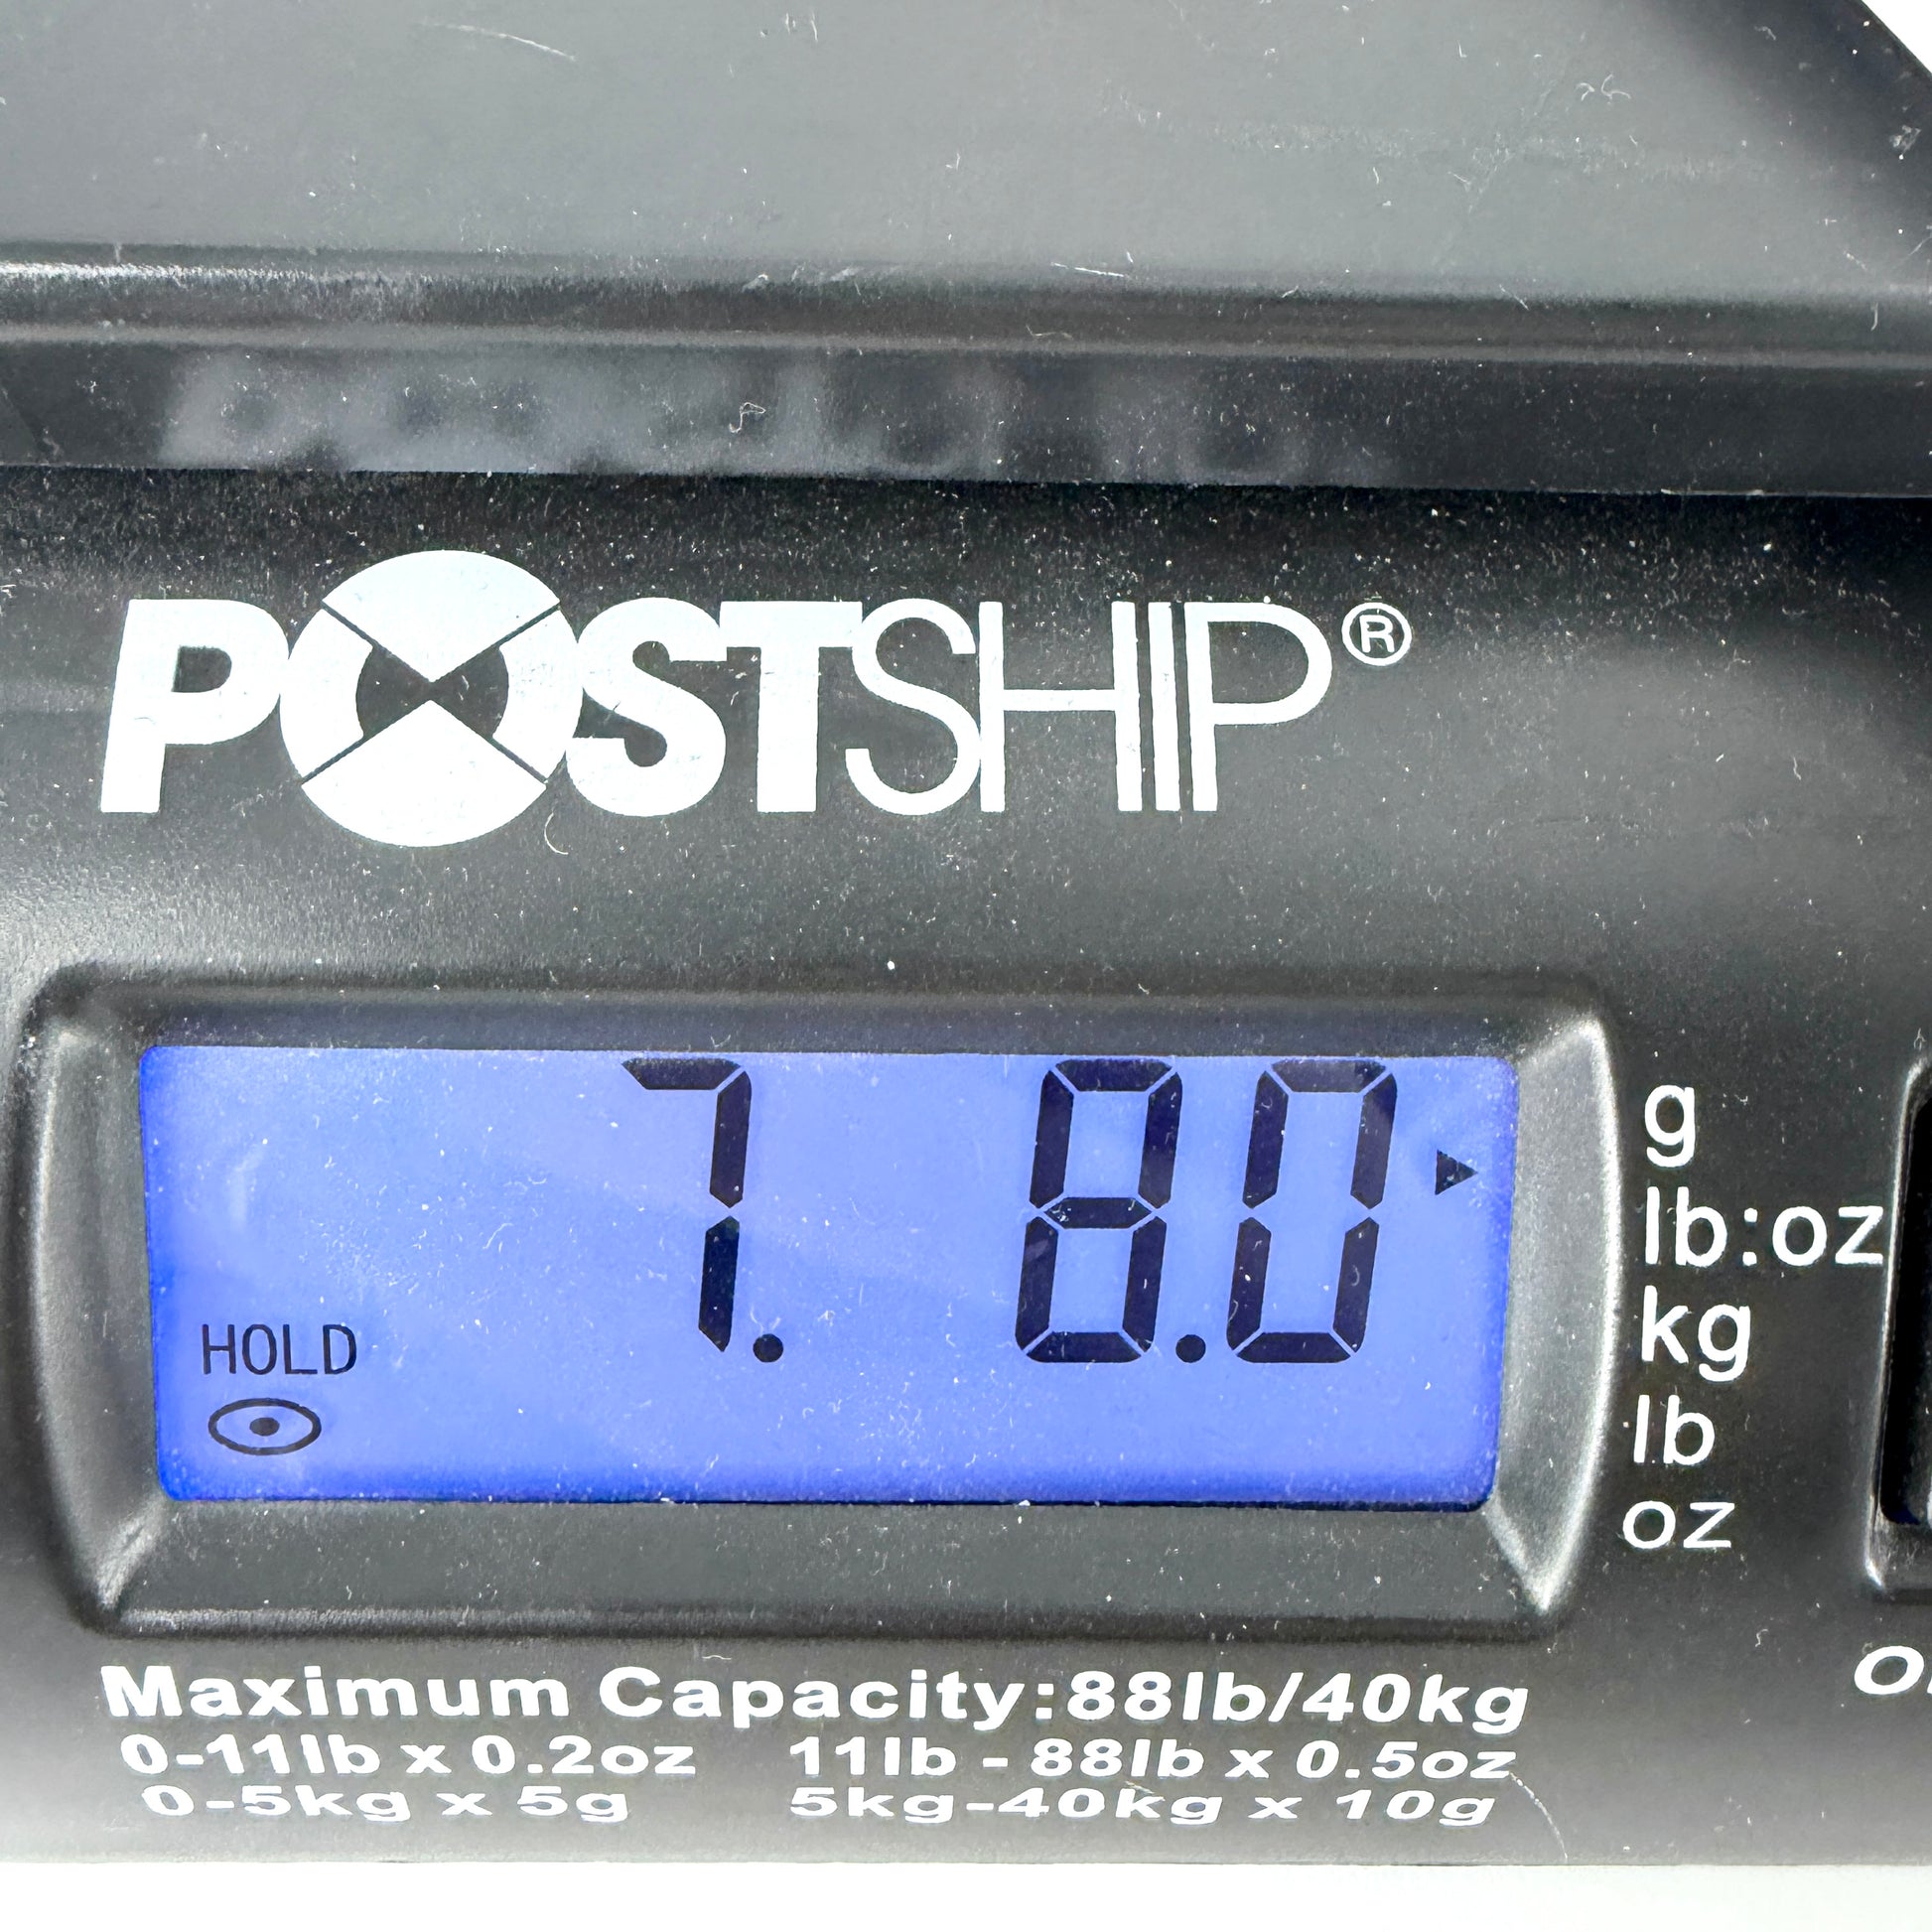 POSTSHIP®
7. 8.0
HOLD
g
lb:oz
kg
lb
oz
Maximum Capacity:88lb/40kg
0-11lb x 0.2oz 11lb - 88lb x 0.5oz
0-5kg x 5g 5kg-40kg x 10g